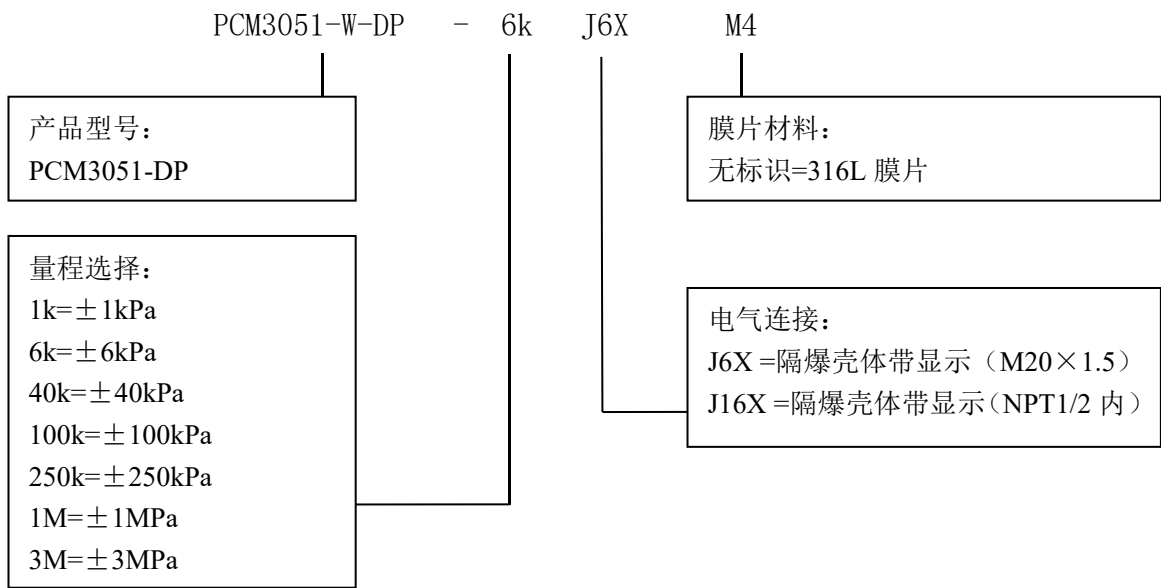 PCM3051-W-DP - 6k J6X M4
产品型号：
PCM3051-DP
膜片材料：
无标识=316L 膜片
量程选择：
1k=±1kPa
6k=±6kPa
40k=±40kPa
100k=±100kPa
250k=±250kPa
1M=±1MPa
3M=±3MPa
电气连接：
J6X =隔爆壳体带显示（M20×1.5）
J16X =隔爆壳体带显示（NPT1/2 内）